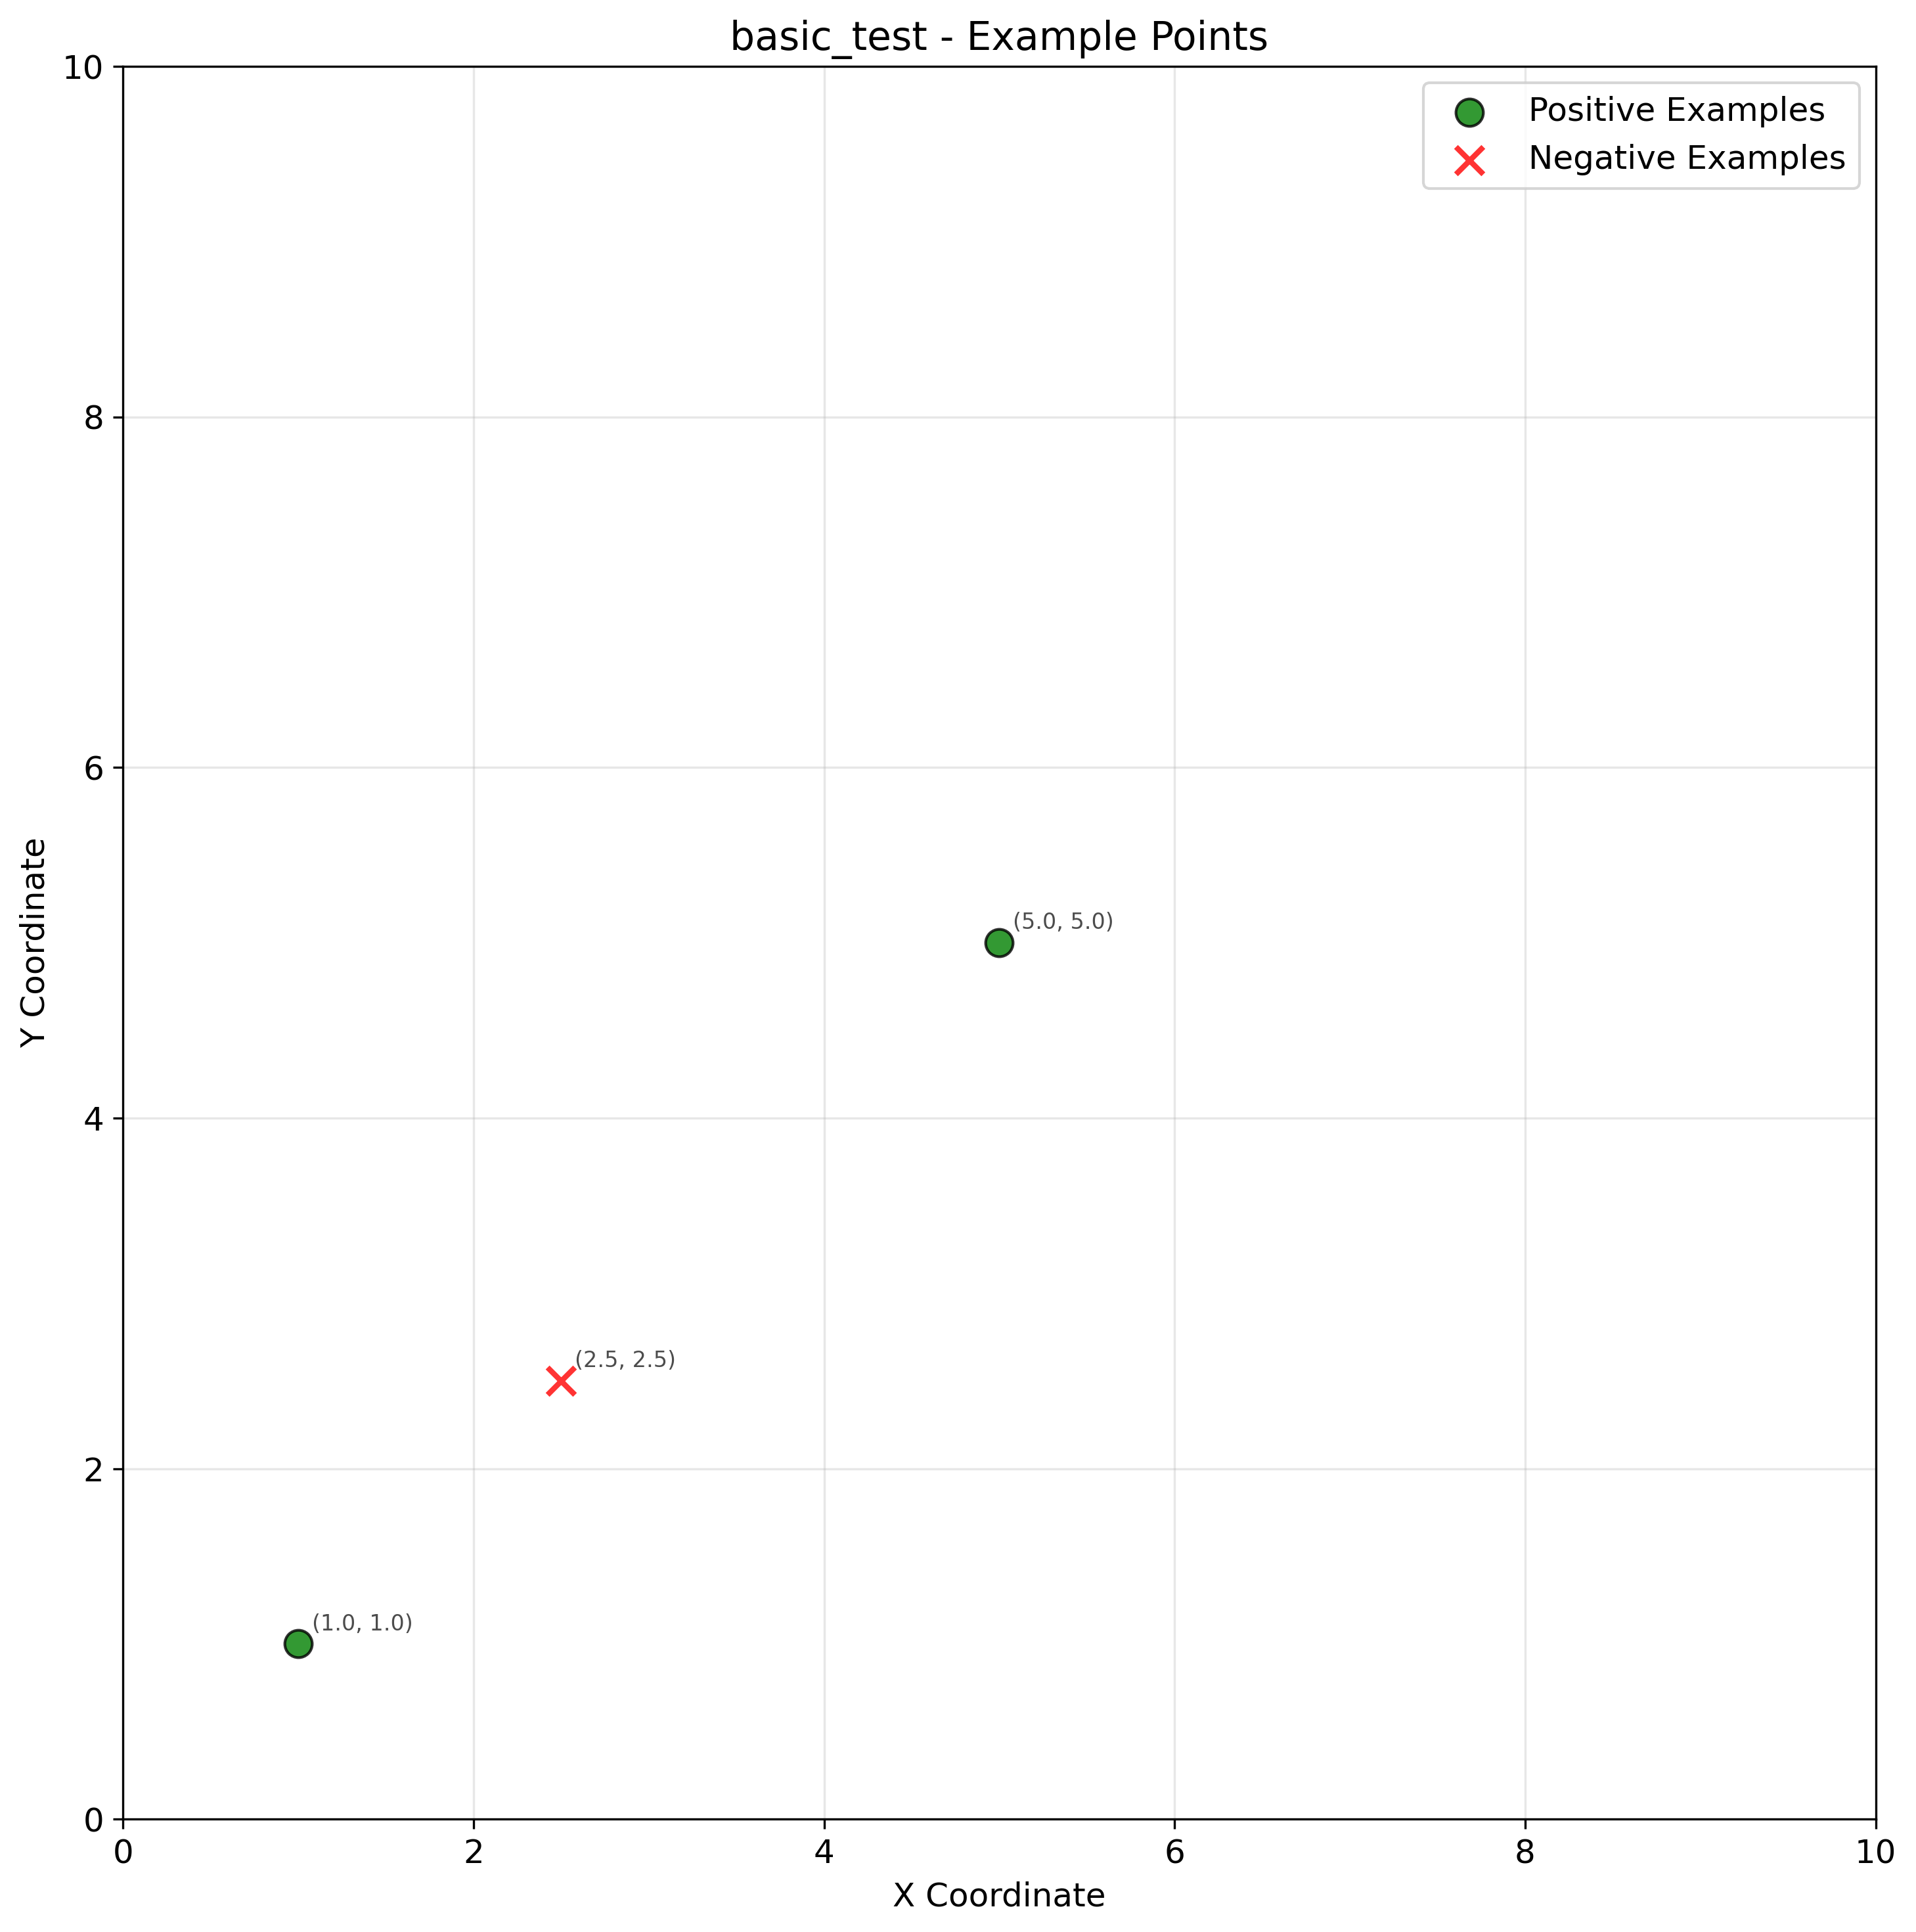 basic_test - Example Points
Positive Examples
Negative Examples
10
8
6
4
2
0
Y Coordinate
(5.0, 5.0)
(2.5, 2.5)
(1.0, 1.0)
0 2 4 6 8 10
X Coordinate